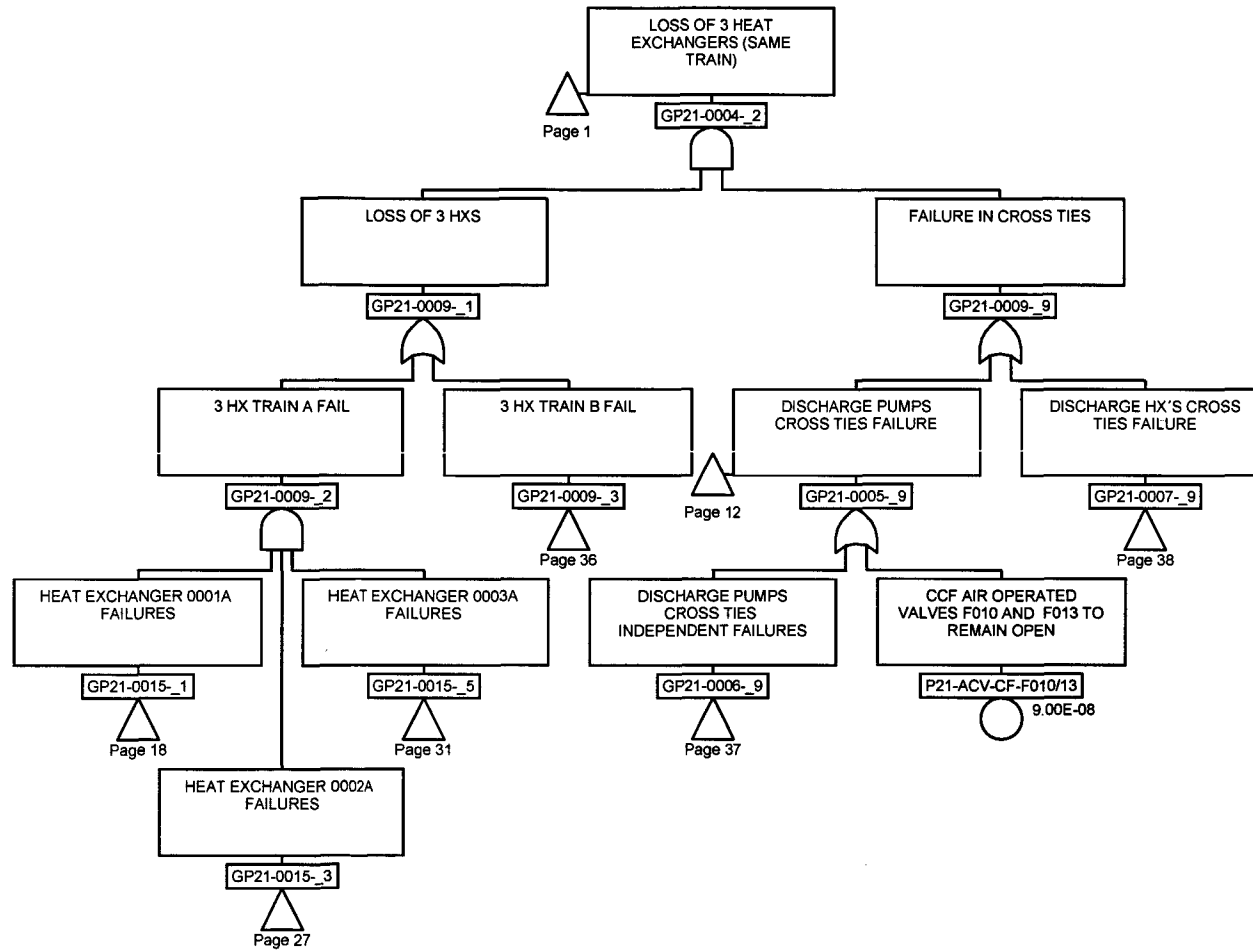 LOSS OF 3 HEAT
EXCHANGERS (SAME
TRAIN)
Page 1
GP21-0004-_2
LOSS OF 3 HXS
GP21-0009-_1
FAILURE IN CROSS TIES
GP21-0009-_9
3 HX TRAIN A FAIL
GP21-0009-_2
3 HX TRAIN B FAIL
GP21-0009-_3
Page 36
DISCHARGE PUMPS
CROSS TIES FAILURE
Page 12
GP21-0005-_9
DISCHARGE HX'S CROSS
TIES FAILURE
GP21-0007-_9
Page 38
HEAT EXCHANGER 0001A
FAILURES
GP21-0015-_1
Page 18
HEAT EXCHANGER 0003A
FAILURES
GP21-0015-_5
Page 31
DISCHARGE PUMPS
CROSS TIES
INDEPENDENT FAILURES
GP21-0006-_9
Page 37
CCF AIR OPERATED
VALVES F010 AND F013 TO
REMAIN OPEN
P21-ACV-CF-F010/13
9.00E-08
HEAT EXCHANGER 0002A
FAILURES
GP21-0015-_3
Page 27